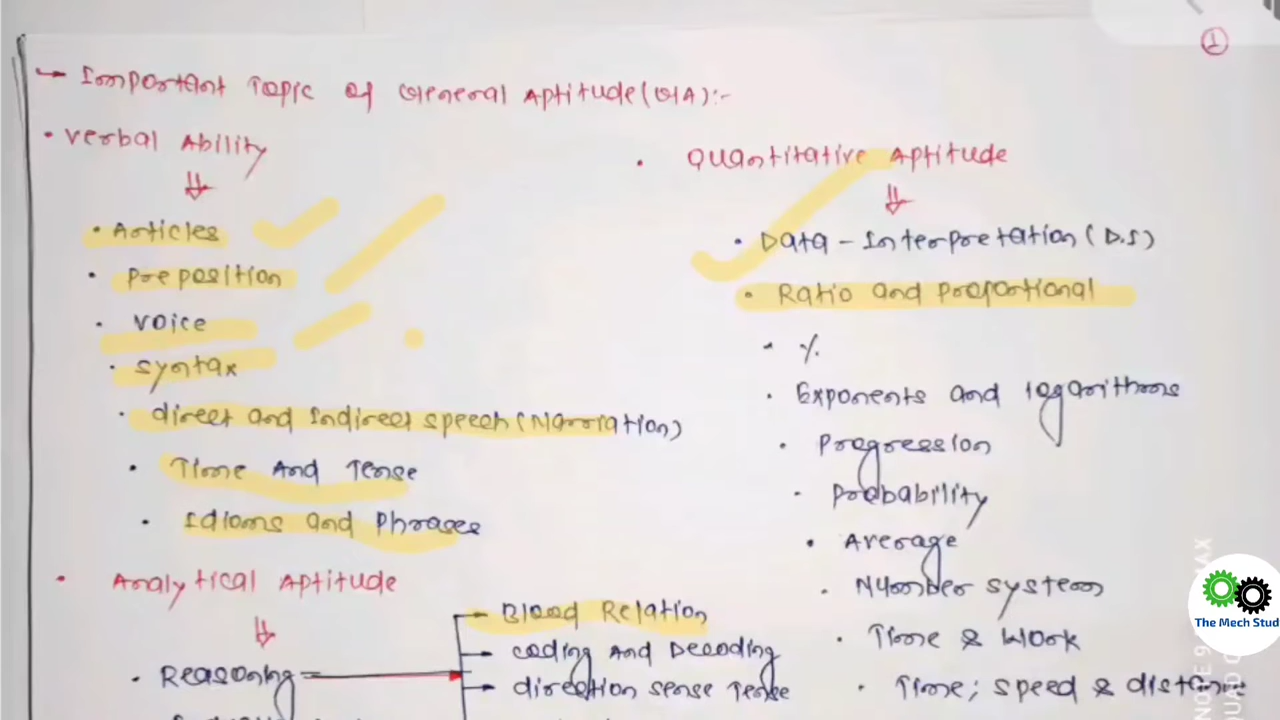 ①
→ Important Topic of General Aptitude (GA):-
• Verbal Ability
• Articles
• Preposition
• Voice
• Syntax
• direct and Indirect speech (Narration)
• Time And Tense
• Idioms and Phrases
• Analytical Aptitude
• Reasoning
Blood Relation
coding And Decoding
direction sense Tense
• Quantitative Aptitude
• Data - Interpretation (D.I)
• Ratio and Proportional
• %
• Exponents and logarithms
• Progression
• Probability
• Average
• Number system
• Time & Work
• Time; speed & distance
The Mech Stud